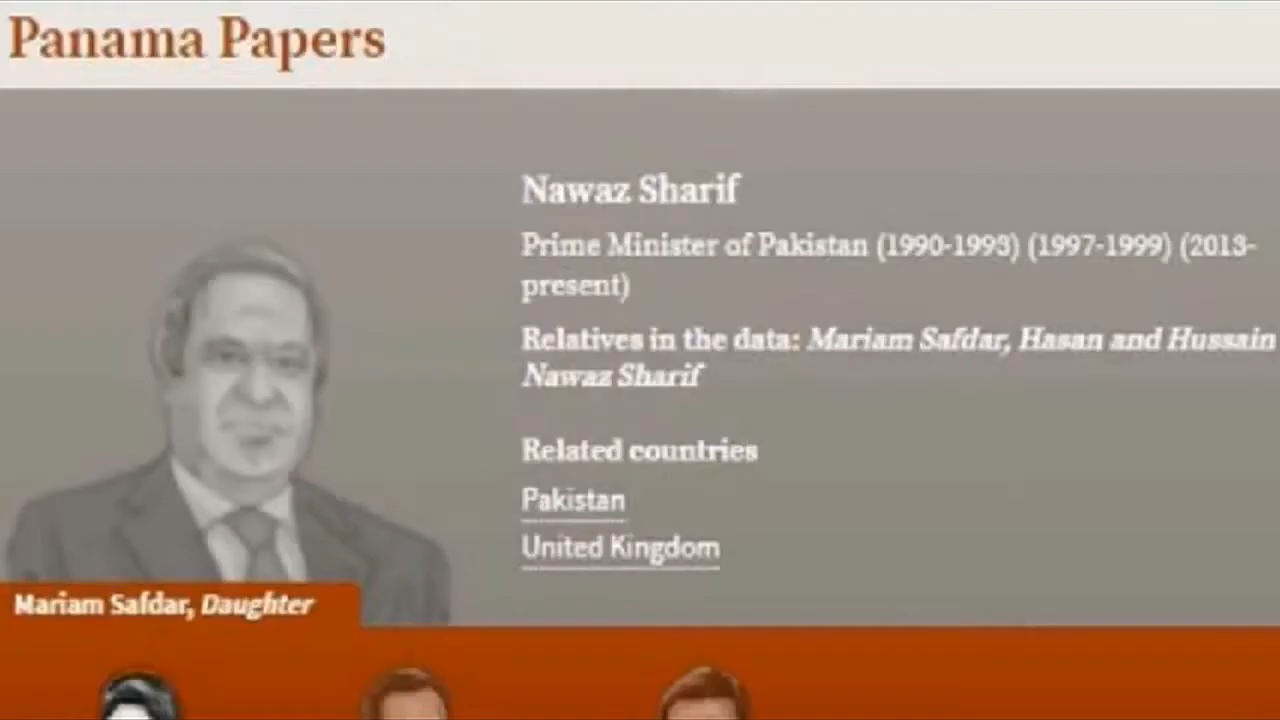 Panama Papers
Nawaz Sharif
Prime Minister of Pakistan (1990-1993) (1997-1999) (2013-
present)
Relatives in the data: Mariam Safdar, Hasan and Hussain
Nawaz Sharif
Related countries
Pakistan
United Kingdom
Mariam Safdar, Daughter